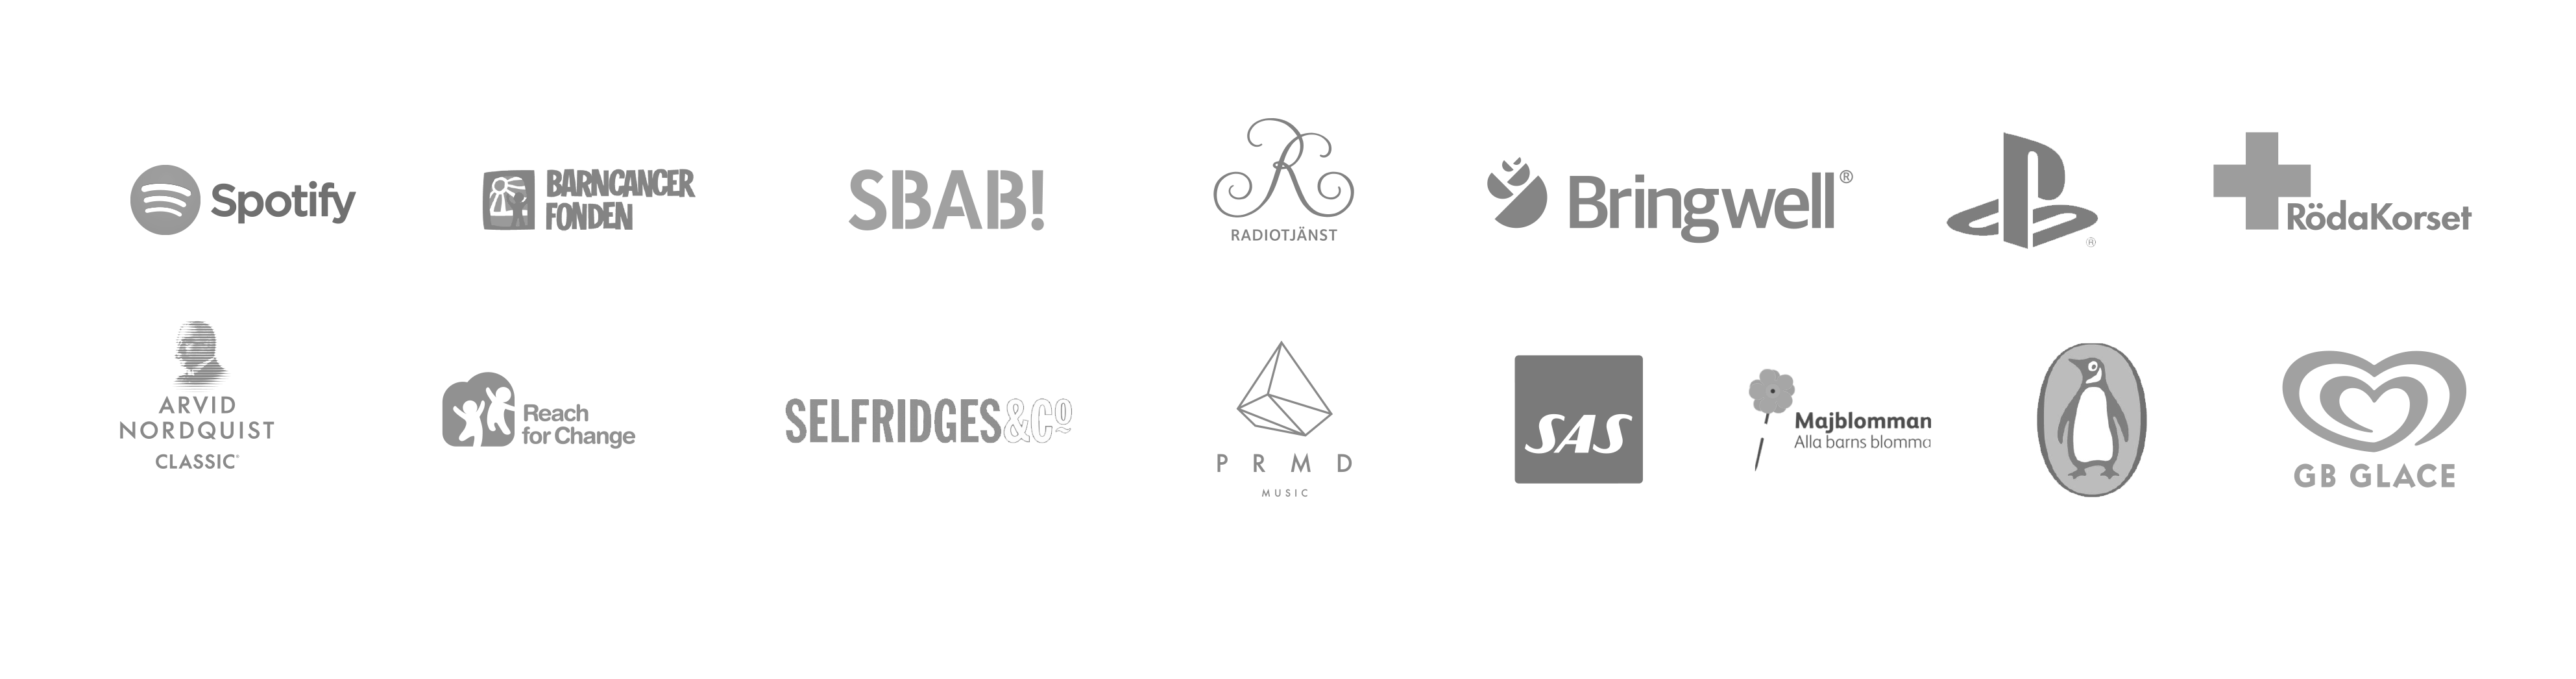 Spotify
BARNCANCER
FONDEN
SBAB!
RADIOTJÄNST
Bringwell®
®
RödaKorset
ARVID
NORDQUIST
CLASSIC®
Reach
for Change
SELFRIDGES&Cº
PRMD
MUSIC
SAS
Majblomman
Alla barns blomma
GB GLACE